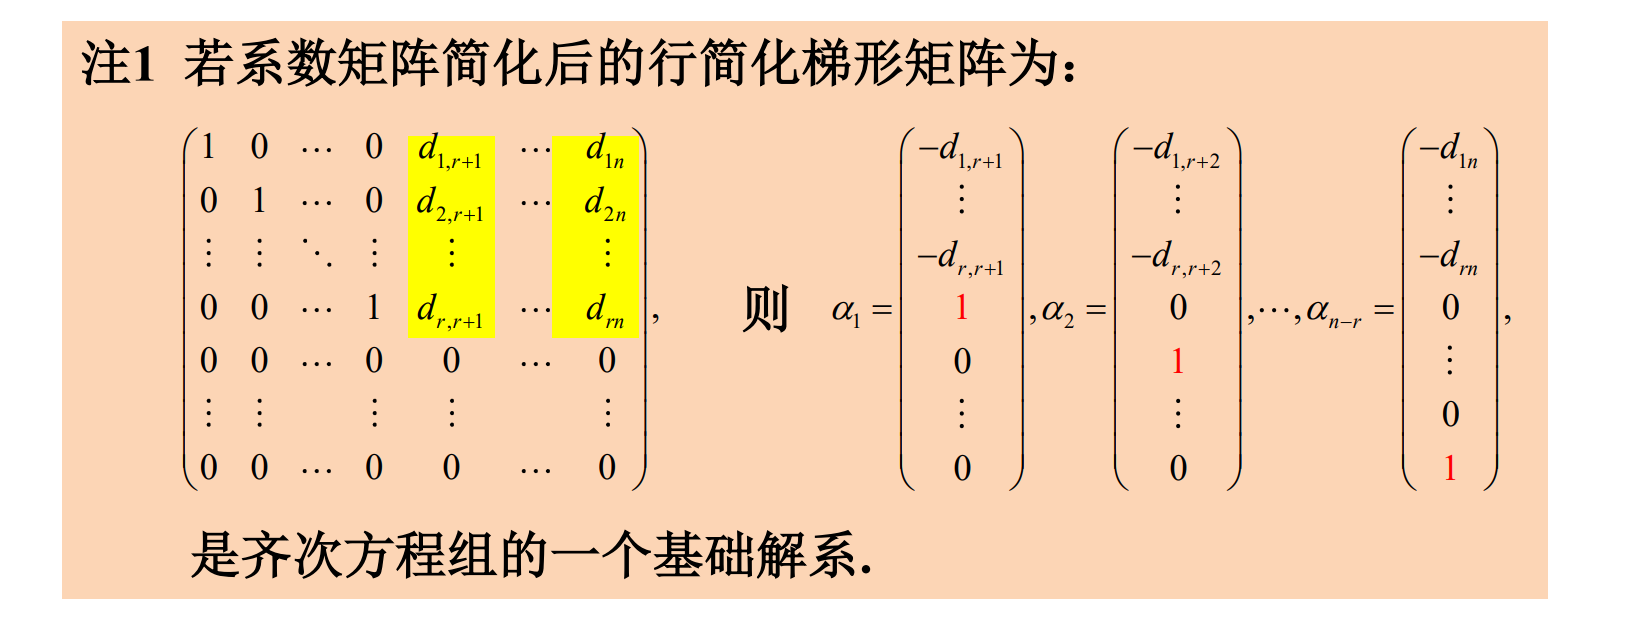 注1 若系数矩阵简化后的行简化梯形矩阵为：
$\begin{pmatrix} 1 & 0 & \cdots & 0 & d_{1,r+1} & \cdots & d_{1n} \\ 0 & 1 & \cdots & 0 & d_{2,r+1} & \cdots & d_{2n} \\ \vdots & \vdots & \ddots & \vdots & \vdots & & \vdots \\ 0 & 0 & \cdots & 1 & d_{r,r+1} & \cdots & d_{rn} \\ 0 & 0 & \cdots & 0 & 0 & \cdots & 0 \\ \vdots & \vdots & & \vdots & \vdots & & \vdots \\ 0 & 0 & \cdots & 0 & 0 & \cdots & 0 \end{pmatrix},$ 则 $\alpha_1 = \begin{pmatrix} -d_{1,r+1} \\ \vdots \\ -d_{r,r+1} \\ 1 \\ 0 \\ \vdots \\ 0 \end{pmatrix}, \alpha_2 = \begin{pmatrix} -d_{1,r+2} \\ \vdots \\ -d_{r,r+2} \\ 0 \\ 1 \\ \vdots \\ 0 \end{pmatrix}, \cdots, \alpha_{n-r} = \begin{pmatrix} -d_{1n} \\ \vdots \\ -d_{rn} \\ 0 \\ \vdots \\ 0 \\ 1 \end{pmatrix},$
是齐次方程组的一个基础解系.